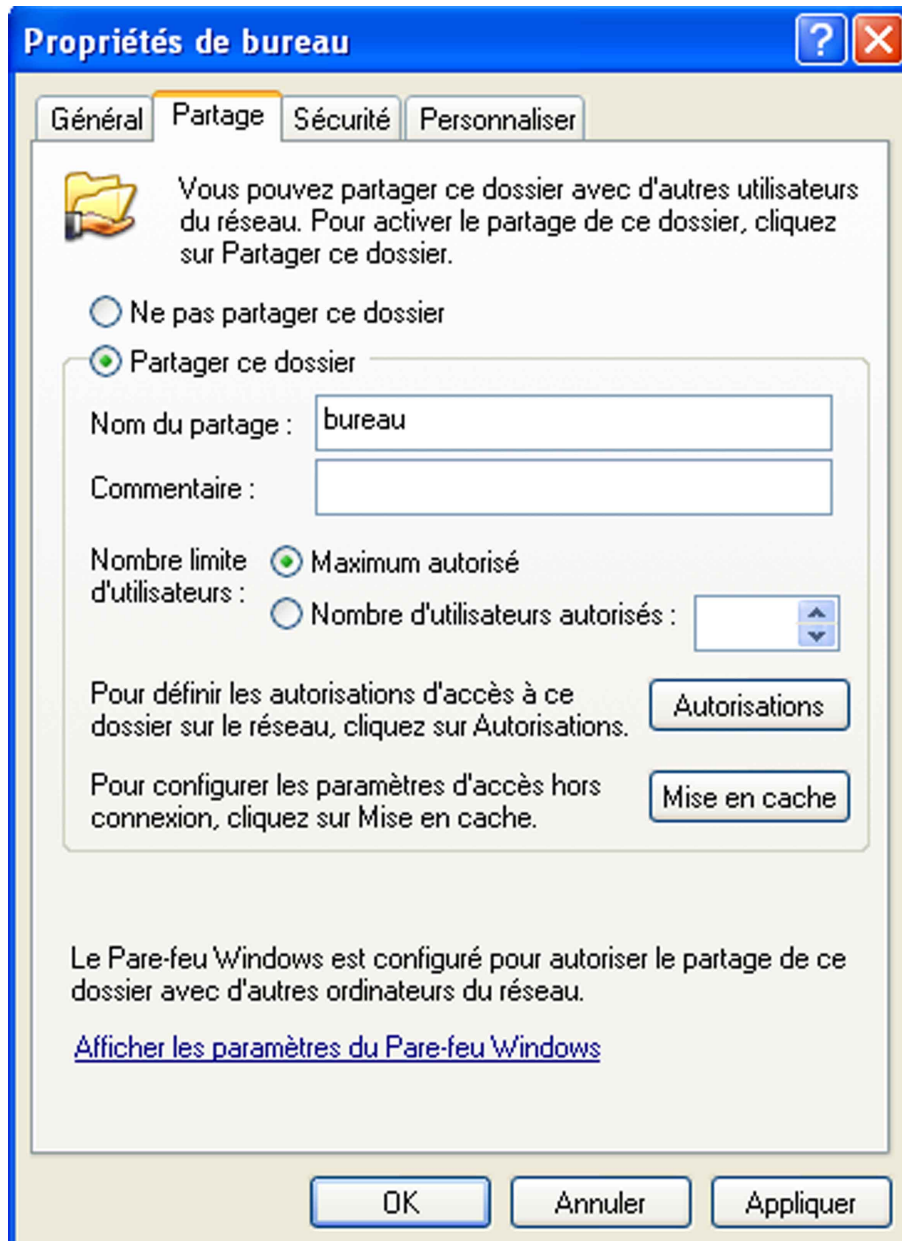 Propriétés de bureau
Général Partage Sécurité Personnaliser
Vous pouvez partager ce dossier avec d'autres utilisateurs
du réseau. Pour activer le partage de ce dossier, cliquez
sur Partager ce dossier.
Ne pas partager ce dossier
Partager ce dossier
Nom du partage : bureau
Commentaire :
Nombre limite
d'utilisateurs :
Maximum autorisé
Nombre d'utilisateurs autorisés :
Pour définir les autorisations d'accès à ce
dossier sur le réseau, cliquez sur Autorisations.
Autorisations
Pour configurer les paramètres d'accès hors
connexion, cliquez sur Mise en cache.
Mise en cache
Le Pare-feu Windows est configuré pour autoriser le partage de ce
dossier avec d'autres ordinateurs du réseau.
Afficher les paramètres du Pare-feu Windows
OK Annuler Appliquer